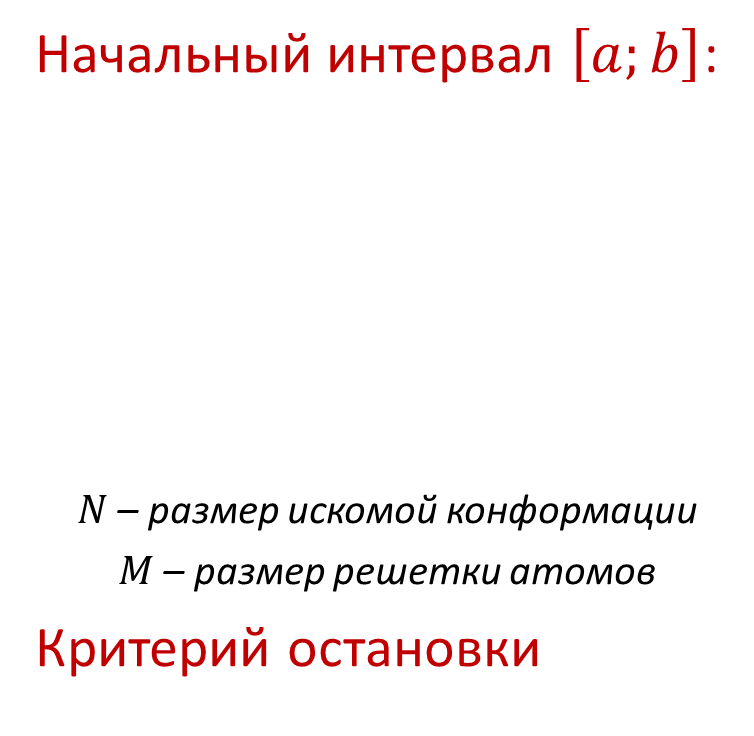 Начальный интервал [a; b]:
N – размер искомой конформации
M – размер решетки атомов
Критерий остановки